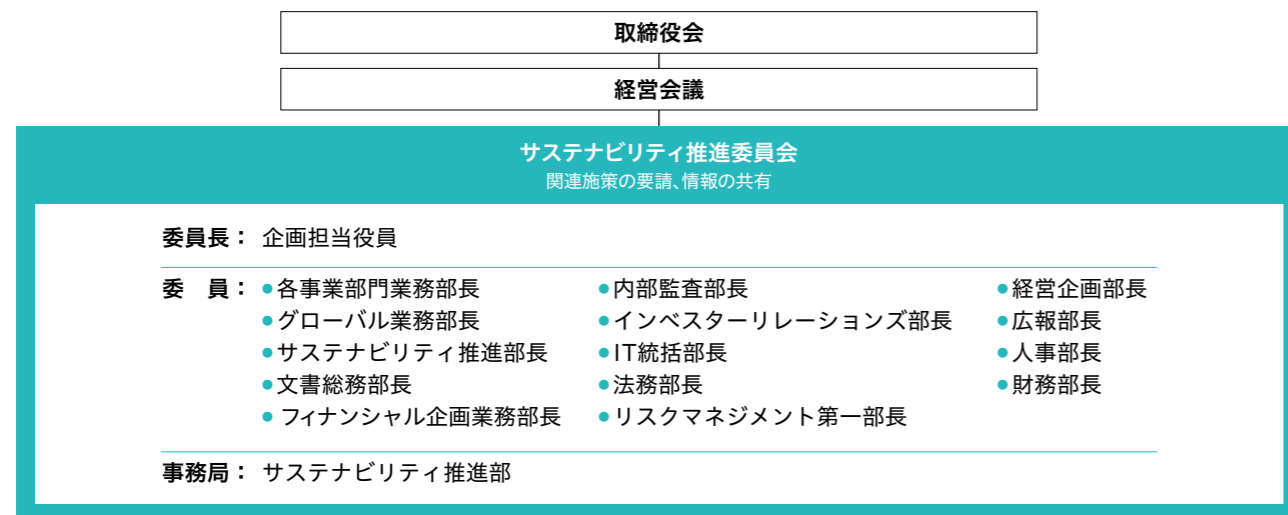 取締役会
経営会議
サステナビリティ推進委員会
関連施策の要請、情報の共有
委員長： 企画担当役員
委　員： ●各事業部門業務部長 ●内部監査部長 ●経営企画部長
●グローバル業務部長 ●インベスターリレーションズ部長 ●広報部長
●サステナビリティ推進部長 ●IT統括部長 ●人事部長
●文書総務部長 ●法務部長 ●財務部長
●フィナンシャル企画業務部長 ●リスクマネジメント第一部長
事務局： サステナビリティ推進部